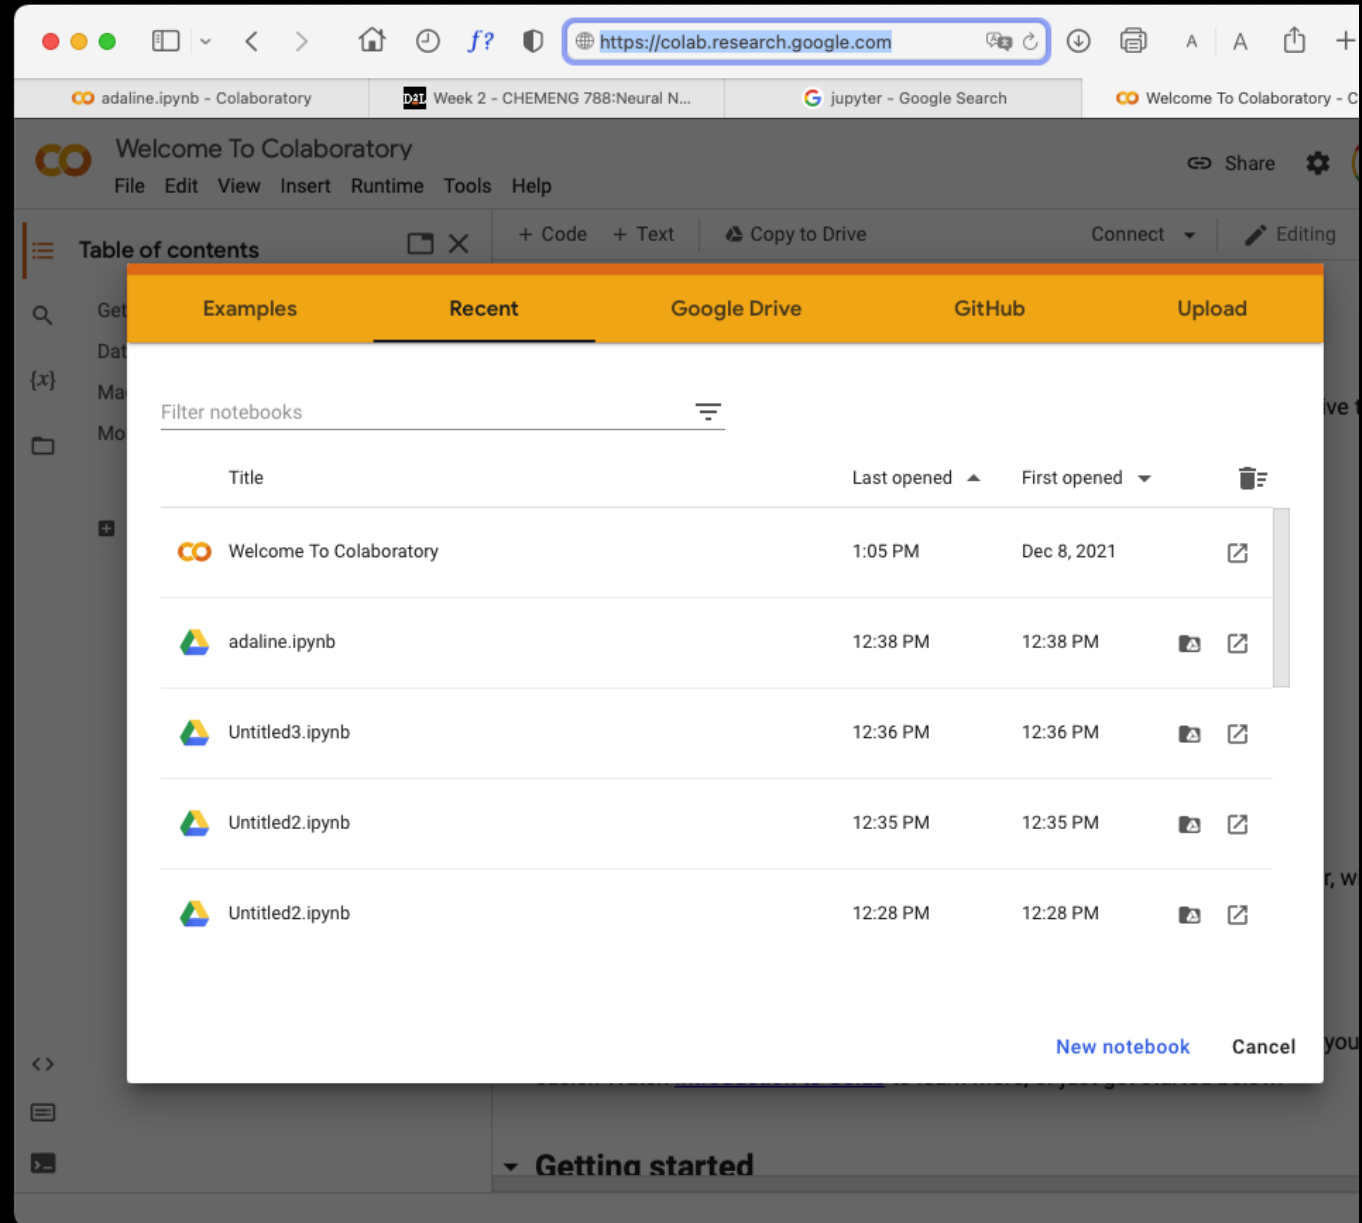 https://colab.research.google.com
adaline.ipynb - Colaboratory
D2L Week 2 - CHEMENG 788:Neural N...
jupyter - Google Search
Welcome To Colaboratory - C
Welcome To Colaboratory
Share
File Edit View Insert Runtime Tools Help
Table of contents
+ Code + Text Copy to Drive Connect Editing
Get
Dat
Ma
Mo
Examples Recent Google Drive GitHub Upload
Filter notebooks
Title Last opened First opened
Welcome To Colaboratory 1:05 PM Dec 8, 2021
adaline.ipynb 12:38 PM 12:38 PM
Untitled3.ipynb 12:36 PM 12:36 PM
Untitled2.ipynb 12:35 PM 12:35 PM
Untitled2.ipynb 12:28 PM 12:28 PM
New notebook Cancel
Getting started